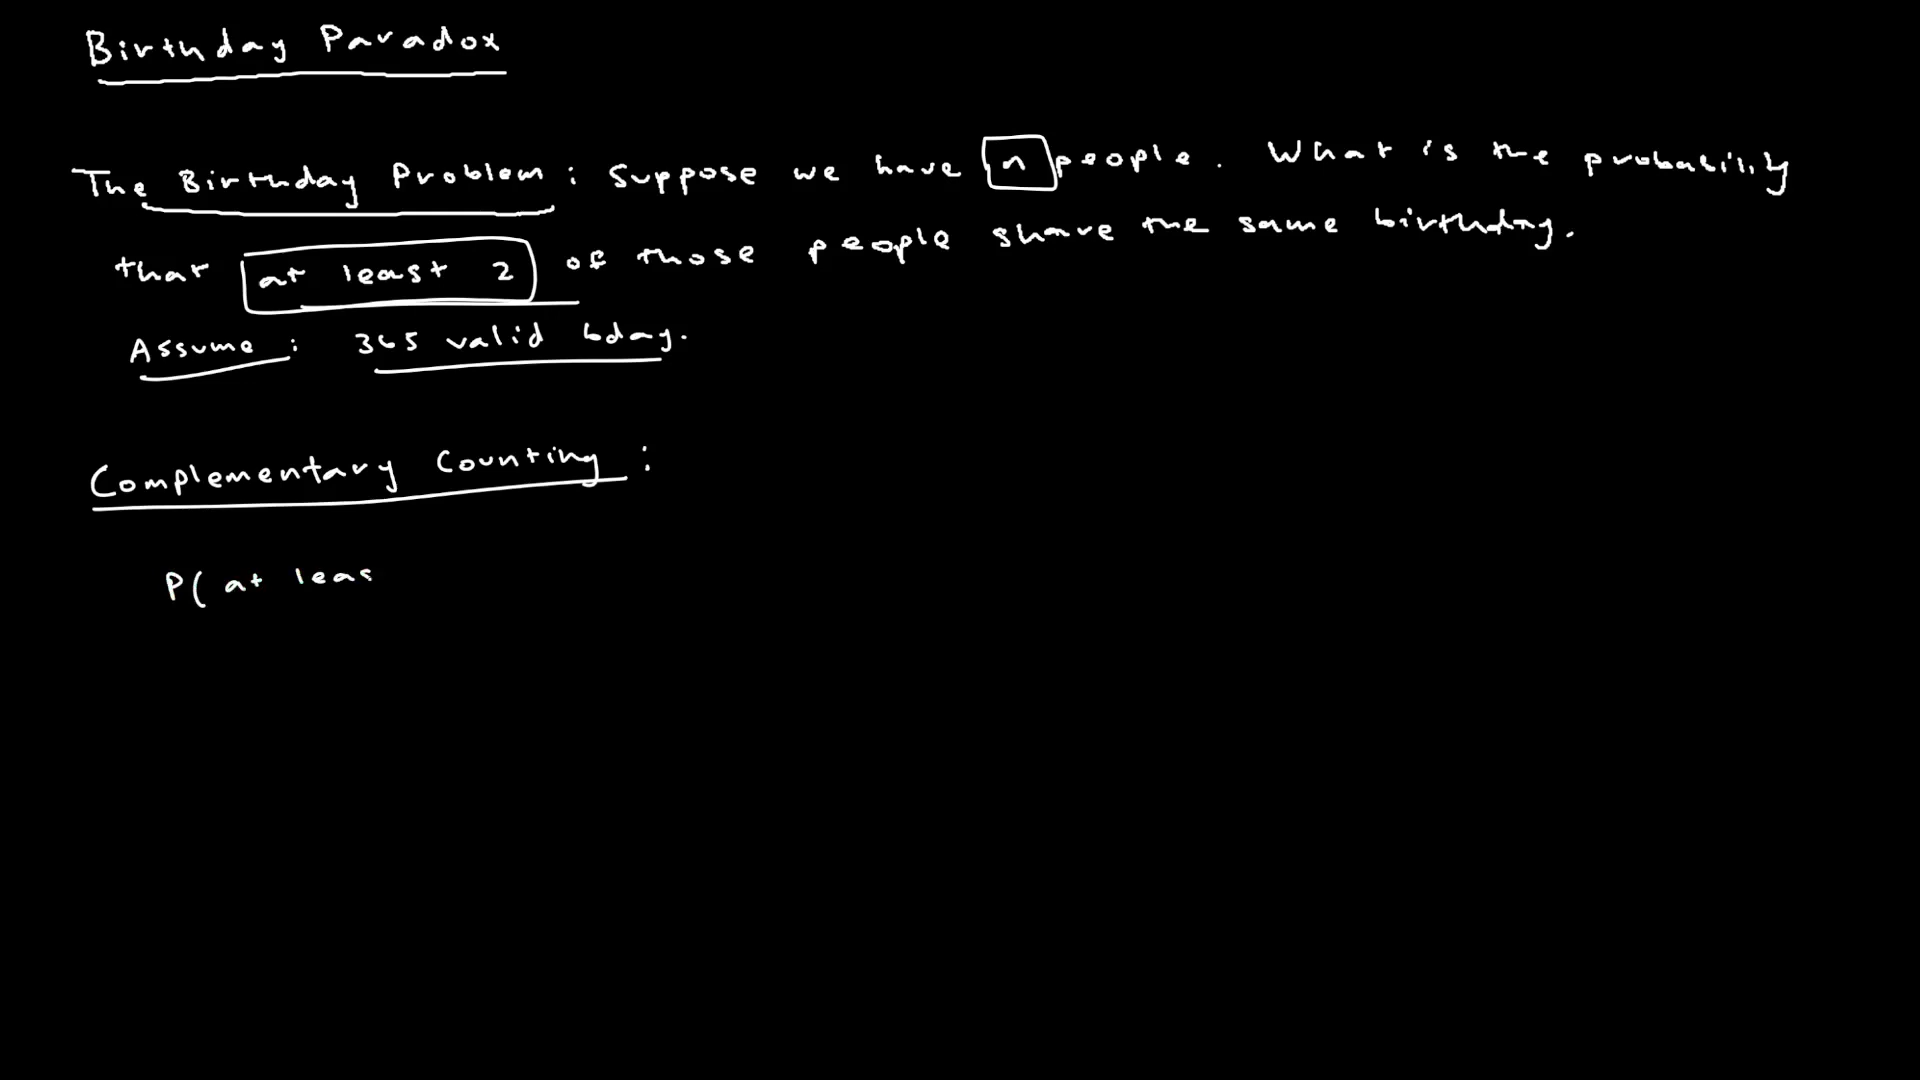 Birthday Paradox
The Birthday Problem: Suppose we have n people. What is the probability
that at least 2 of those people share the same birthday.
Assume: 365 valid bday.
Complementary Counting:
P( at leas